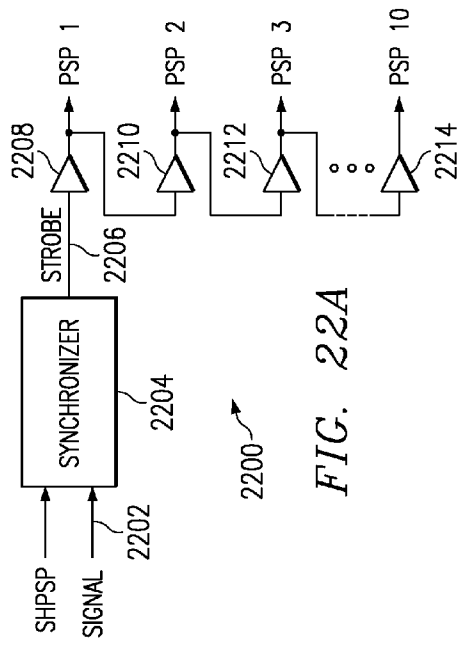 SHPSP
SIGNAL
2202
SYNCHRONIZER
2204
STROBE
2206
2208
PSP 1
2210
PSP 2
2212
PSP 3
2214
PSP 10
2200
FIG. 22A